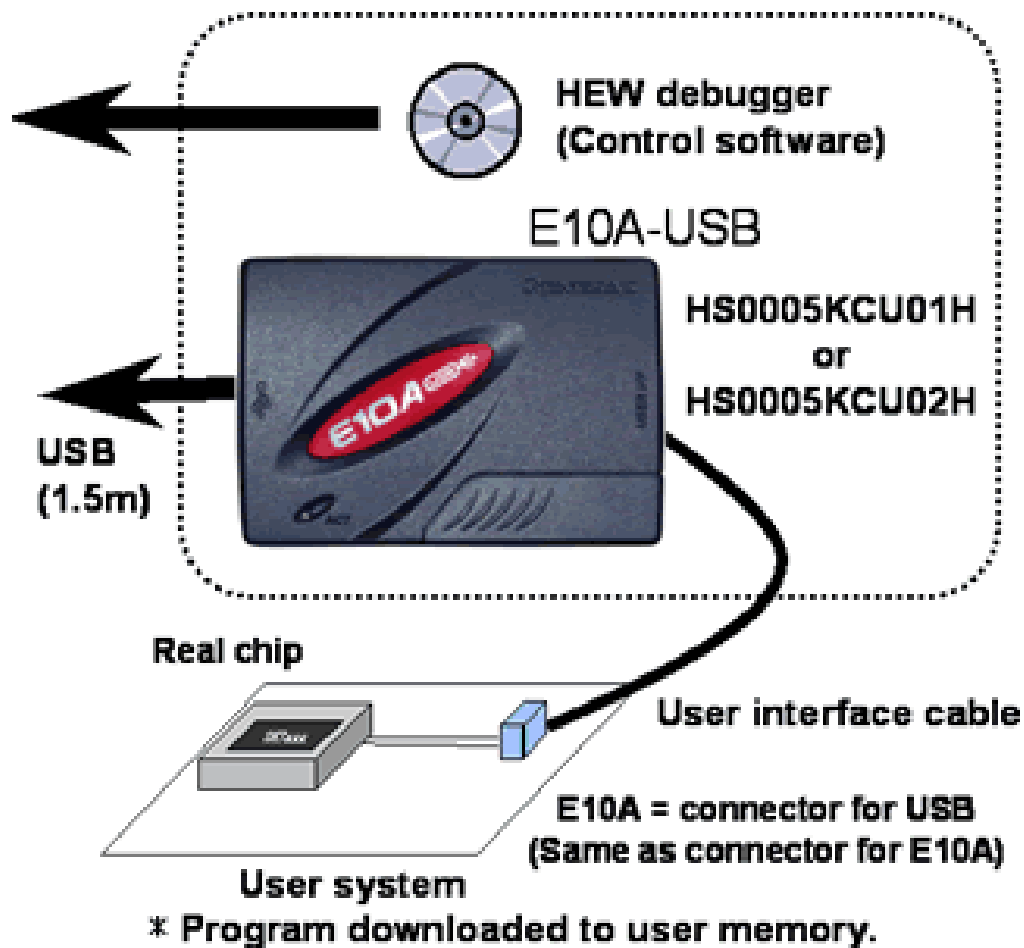 HEW debugger
(Control software)
E10A-USB
HS0005KCU01H
or
HS0005KCU02H
E10A
USB
(1.5m)
Real chip
User interface cable
E10A = connector for USB
(Same as connector for E10A)
User system
* Program downloaded to user memory.